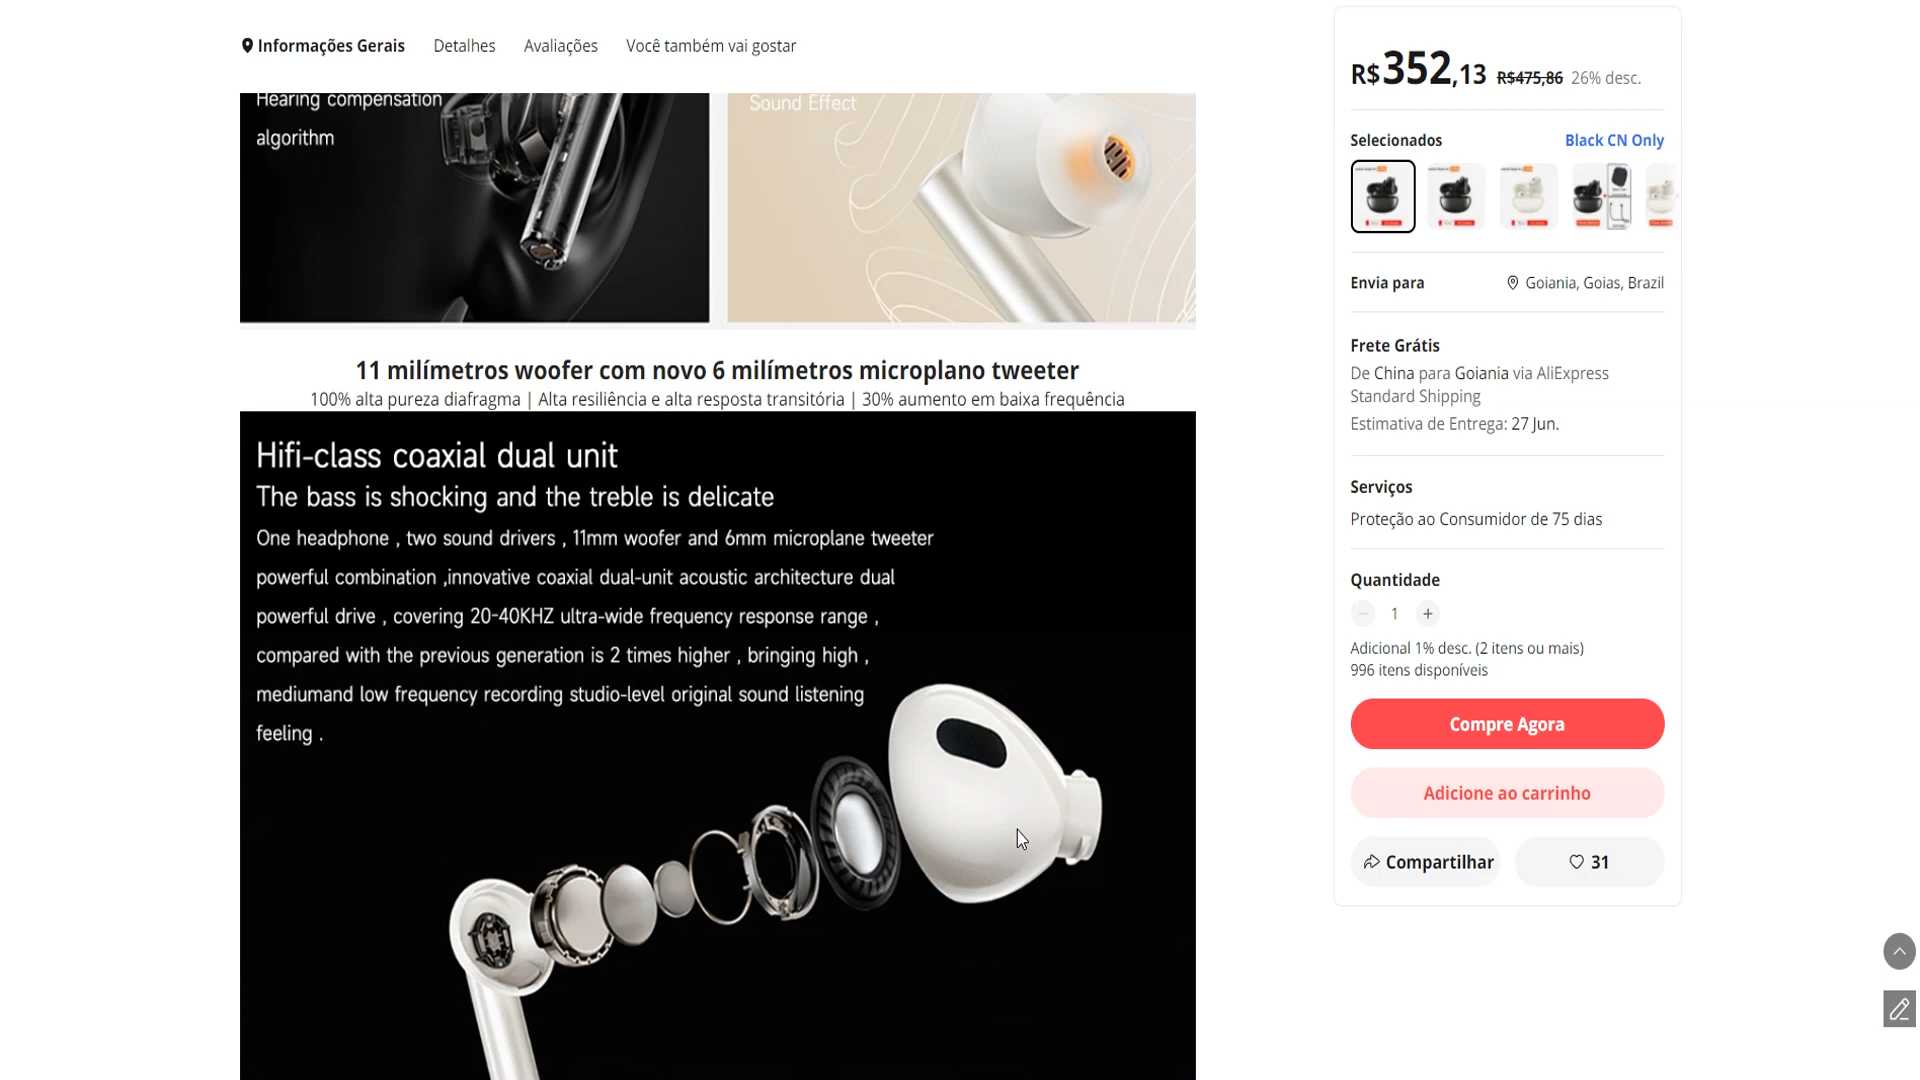 Informações Gerais
Detalhes
Avaliações
Você também vai gostar
Hearing compensation
algorithm
Sound Effect
11 milímetros woofer com novo 6 milímetros microplano tweeter
100% alta pureza diafragma | Alta resiliência e alta resposta transitória | 30% aumento em baixa frequência
Hifi-class coaxial dual unit
The bass is shocking and the treble is delicate
One headphone , two sound drivers , 11mm woofer and 6mm microplane tweeter
powerful combination ,innovative coaxial dual-unit acoustic architecture dual
powerful drive , covering 20-40KHZ ultra-wide frequency response range ,
compared with the previous generation is 2 times higher , bringing high ,
mediumand low frequency recording studio-level original sound listening
feeling .
R$352,13 R$475,86 26% desc.
Selecionados
Black CN Only
Envia para
Goiania, Goias, Brazil
Frete Grátis
De China para Goiania via AliExpress
Standard Shipping
Estimativa de Entrega: 27 Jun.
Serviços
Proteção ao Consumidor de 75 dias
Quantidade
1
Adicional 1% desc. (2 itens ou mais)
996 itens disponíveis
Compre Agora
Adicione ao carrinho
Compartilhar
31